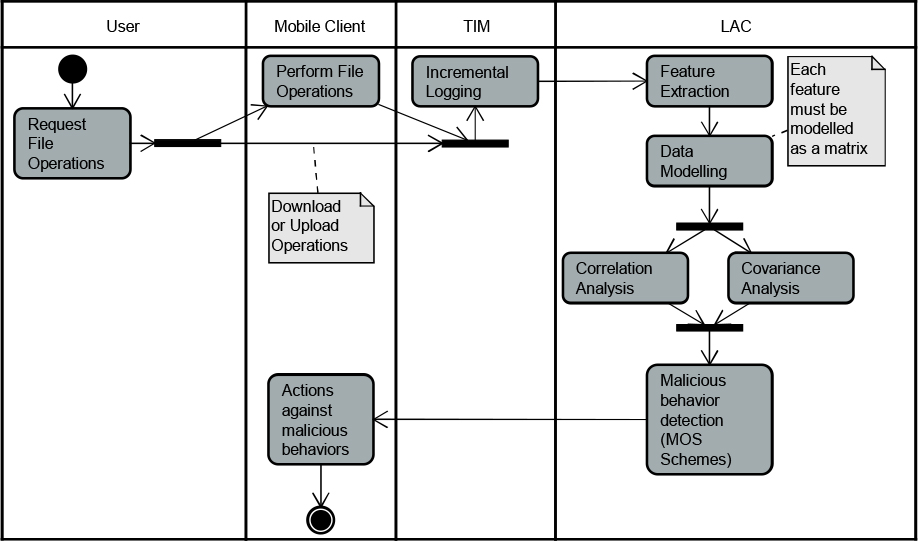 User
Mobile Client
TIM
LAC
Request
File
Operations
Perform File
Operations
Download
or Upload
Operations
Incremental
Logging
Feature
Extraction
Each
feature
must be
modelled
as a matrix
Data
Modelling
Correlation
Analysis
Covariance
Analysis
Malicious
behavior
detection
(MOS
Schemes)
Actions
against
malicious
behaviors